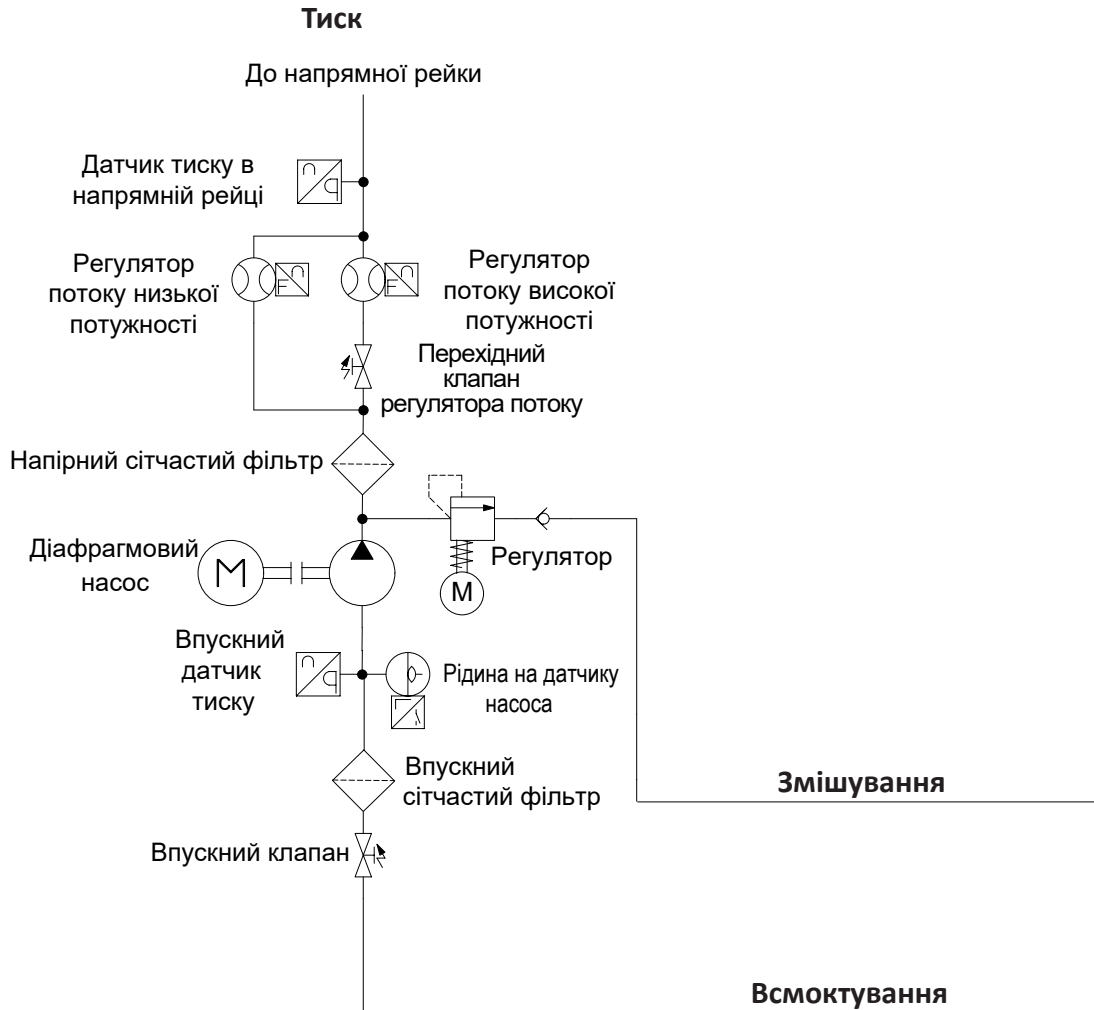 Тиск
До напрямної рейки
Датчик тиску в
напрямній рейці
Регулятор
потоку низької
потужності
Регулятор
потоку високої
потужності
Перехідний
клапан
регулятора потоку
Напірний сітчастий фільтр
Діафрагмовий
насос
M
Регулятор
M
Впускний
датчик
тиску
Рідина на датчику
насоса
Впускний
сітчастий фільтр
Змішування
Впускний клапан
Всмоктування